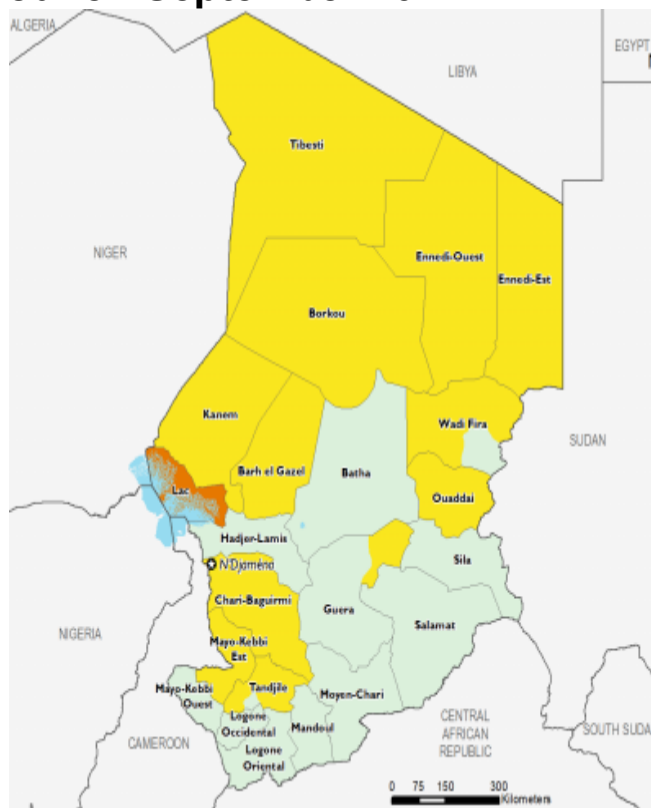 ALGERIA
LIBYA
EGYPT
Tibesti
NIGER
Ennedi-Ouest
Ennedi-Est
Borkou
Kanem
Wadi Fira
SUDAN
Barh el Gazel
Batha
Lac
Ouaddai
Hadjer-Lamis
N'Djaména
Sila
Chari-Baguirmi
Guera
Salamat
NIGERIA
Mayo-Kebbi
Est
Mayo-Kebbi
Ouest
Tandjile
Moyen-Chari
Logone
Occidental
Mandoul
CENTRAL
AFRICAN
REPUBLIC
SOUTH SUDA
CAMEROON
Logone
Oriental
0 75 150 300
Kilometers